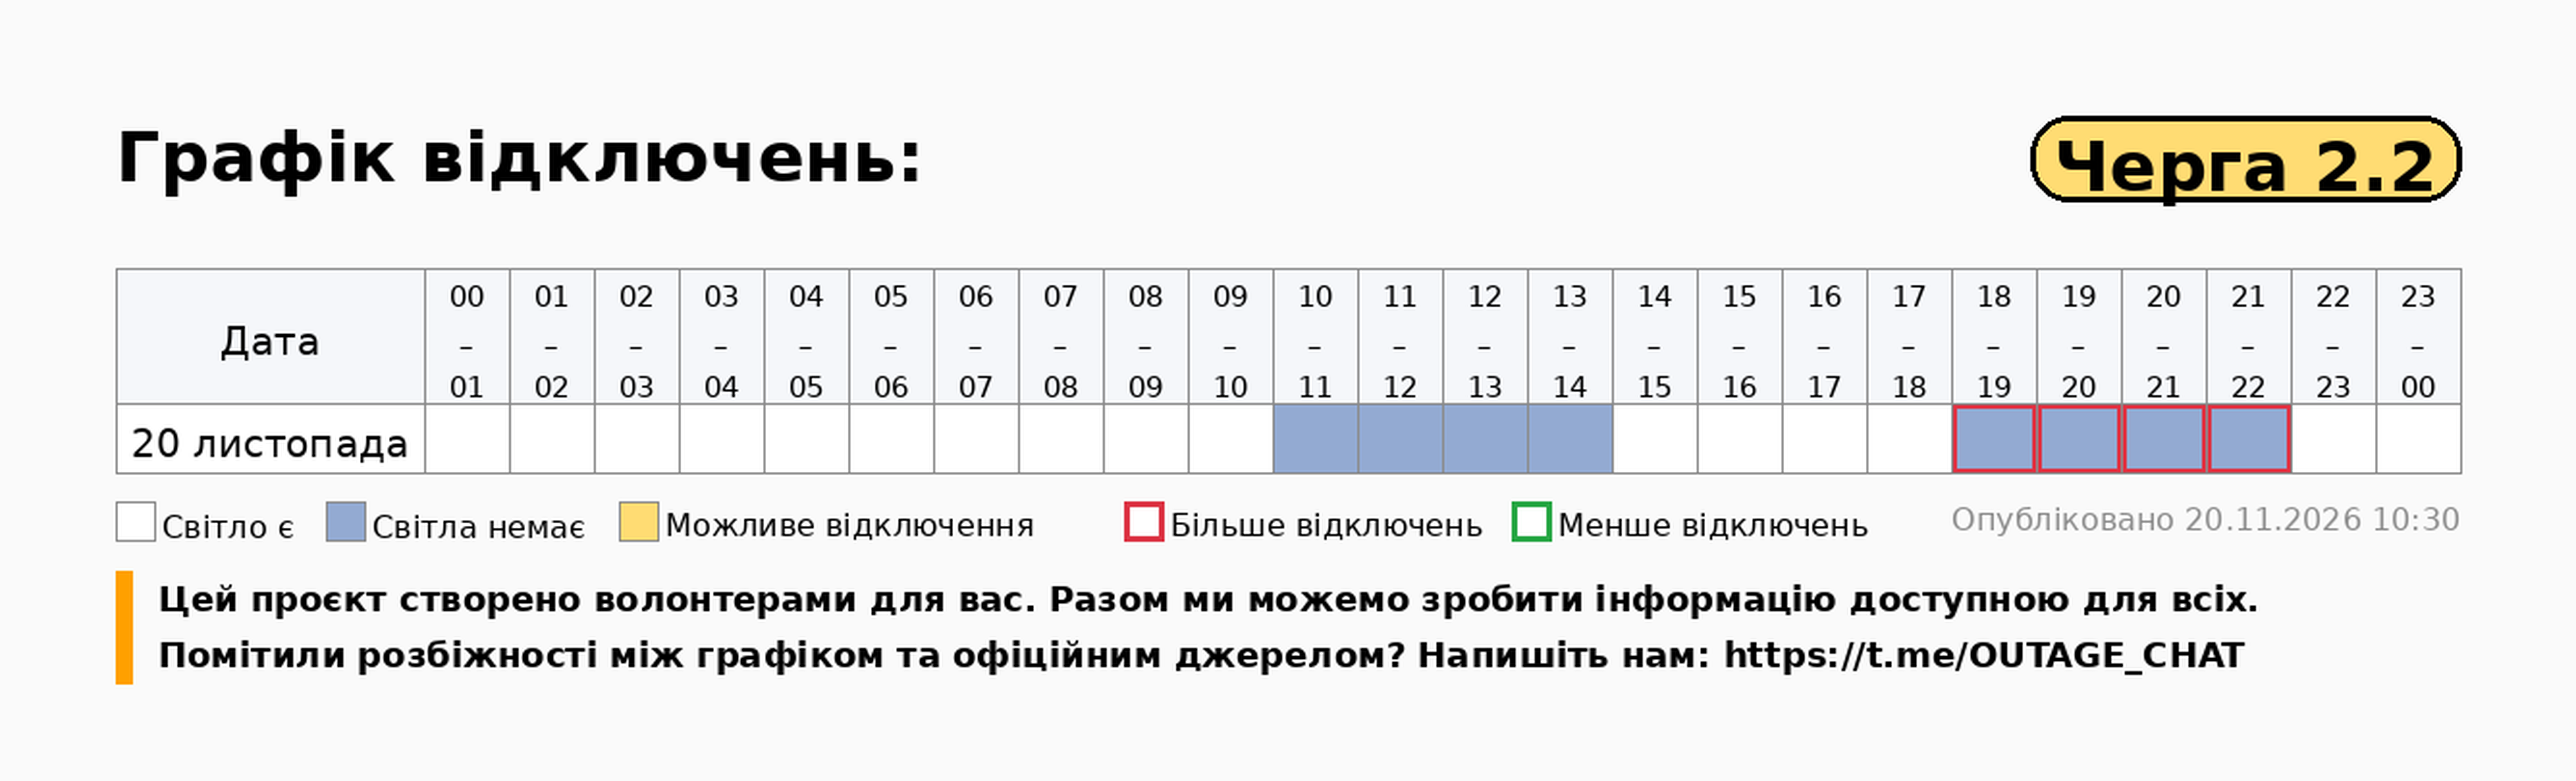 Графік відключень:
Черга 2.2
Дата
00 – 01
01 – 02
02 – 03
03 – 04
04 – 05
05 – 06
06 – 07
07 – 08
08 – 09
09 – 10
10 – 11
11 – 12
12 – 13
13 – 14
14 – 15
15 – 16
16 – 17
17 – 18
18 – 19
19 – 20
20 – 21
21 – 22
22 – 23
23 – 00
20 листопада
Світло є
Світла немає
Можливе відключення
Більше відключень
Менше відключень
Опубліковано 20.11.2026 10:30
Цей проєкт створено волонтерами для вас. Разом ми можемо зробити інформацію доступною для всіх.
Помітили розбіжності між графіком та офіційним джерелом? Напишіть нам: https://t.me/OUTAGE_CHAT